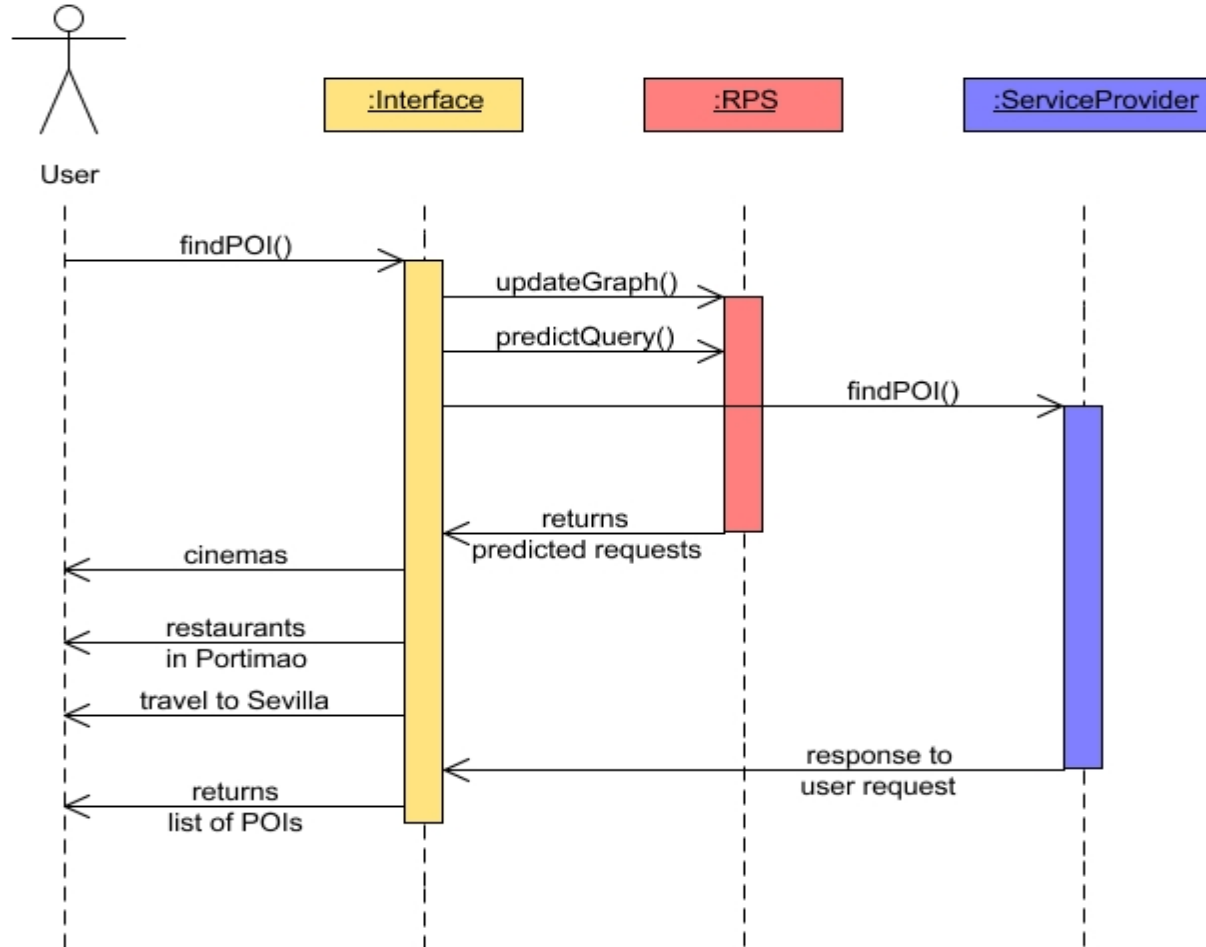 :Interface
:RPS
:ServiceProvider
User
findPOI()
updateGraph()
predictQuery()
findPOI()
returns
predicted requests
cinemas
restaurants
in Portimao
travel to Sevilla
response to
user request
returns
list of POIs